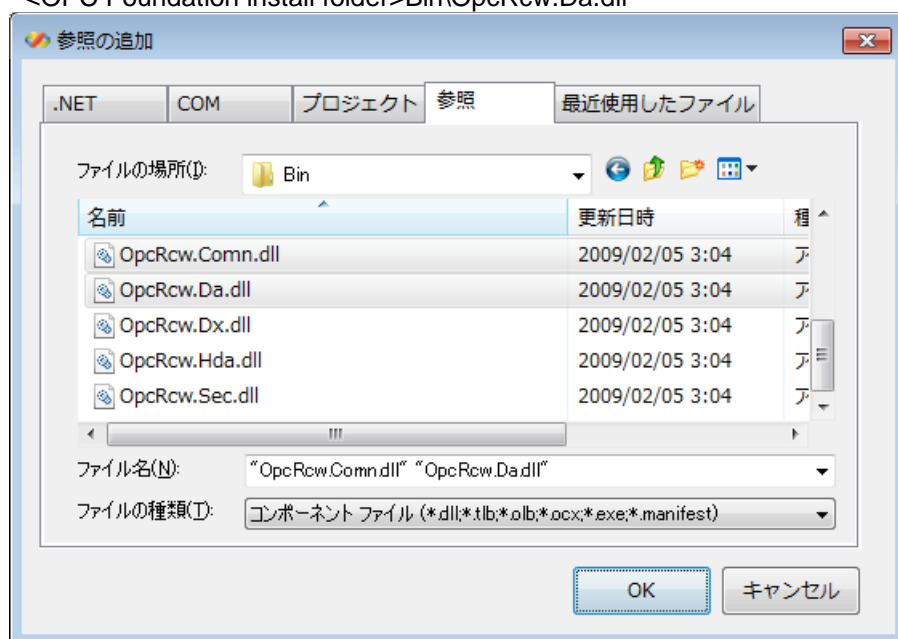 <OPC Foundation install folder>Bin\OpcRcw.Da.dll
参照の追加
.NET COM プロジェクト 参照 最近使用したファイル
ファイルの場所(I): Bin
名前 更新日時 種
OpcRcw.Comn.dll 2009/02/05 3:04 ア
OpcRcw.Da.dll 2009/02/05 3:04 ア
OpcRcw.Dx.dll 2009/02/05 3:04 ア
OpcRcw.Hda.dll 2009/02/05 3:04 ア
OpcRcw.Sec.dll 2009/02/05 3:04 ア
ファイル名(N): "OpcRcw.Comn.dll" "OpcRcw.Da.dll"
ファイルの種類(T): コンポーネント ファイル (*.dll;*.tlb;*.olb;*.ocx;*.exe;*.manifest)
OK キャンセル